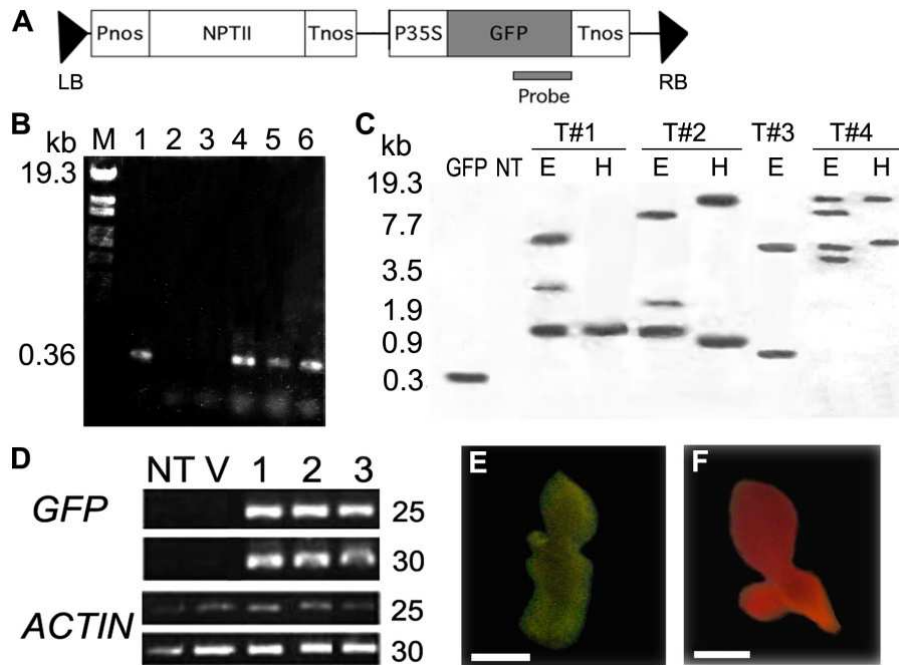 A
Pnos NPTII Tnos P35S GFP Tnos
LB Probe RB
B
kb M 1 2 3 4 5 6
19.3
0.36
C
kb GFP NT T#1 T#2 T#3 T#4
E H E H E E H
19.3
7.7
3.5
1.9
0.9
0.3
D
NT V 1 2 3
GFP 25
30
ACTIN 25
30
E
F